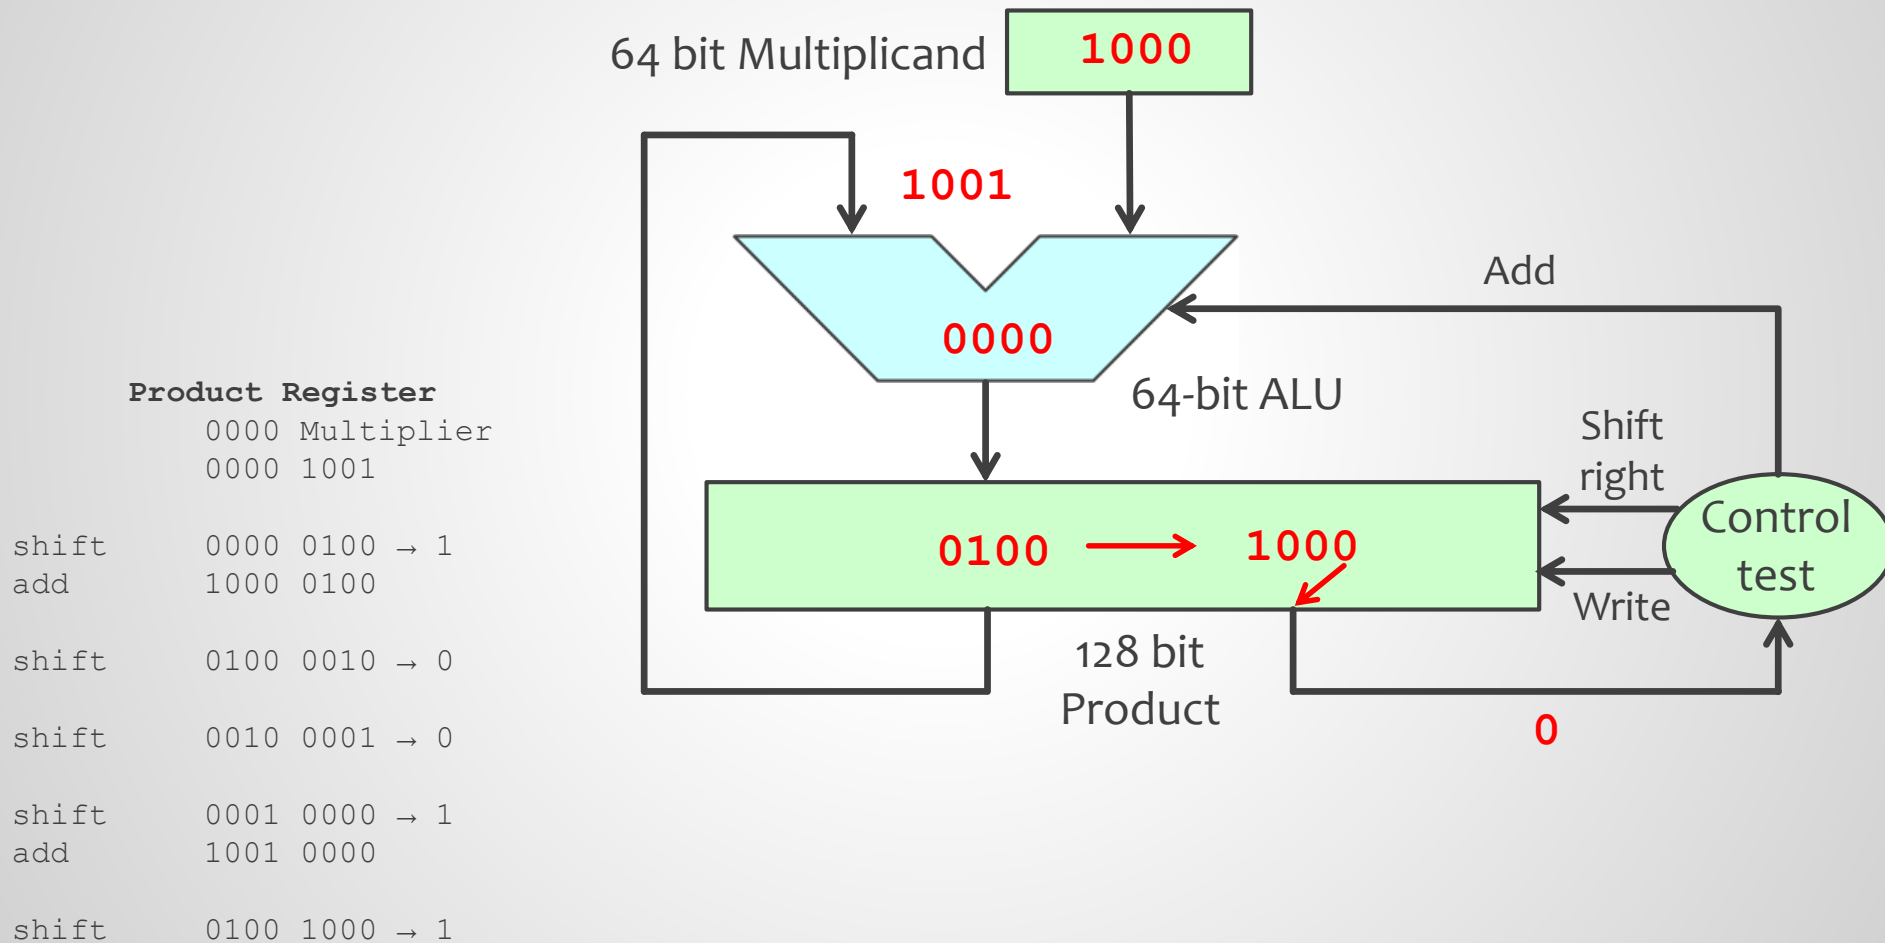 64 bit Multiplicand
1000
1001
Add
0000
64-bit ALU
Product Register
0000 Multiplier
0000 1001
shift 0000 0100 → 1
add 1000 0100
shift 0100 0010 → 0
shift 0010 0001 → 0
shift 0001 0000 → 1
add 1001 0000
shift 0100 1000 → 1
Shift
right
Control
test
0100
1000
Write
128 bit
Product
0